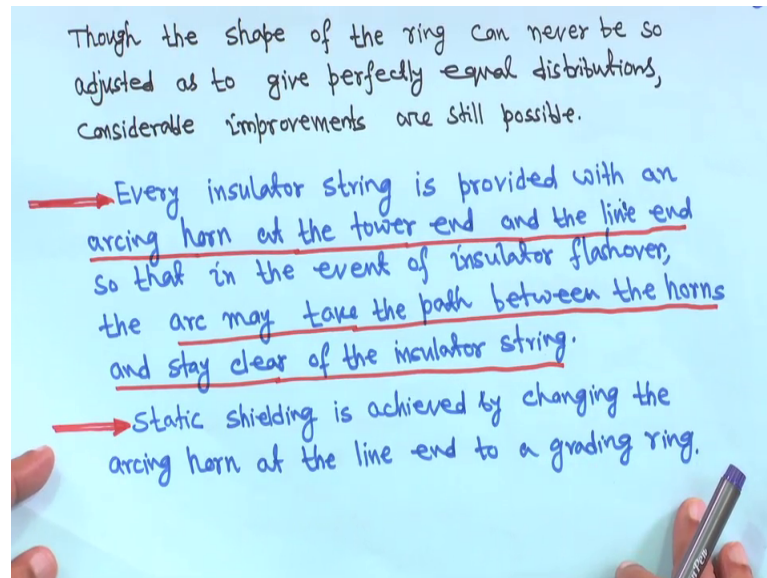 Though the shape of the ring can never be so
adjusted as to give perfectly equal distributions,
Considerable improvements are still possible.
Every insulator string is provided with an
arcing horn at the tower end and the line end
so that in the event of insulator flashover,
the arc may take the path between the horns
and stay clear of the insulator string.
Static shielding is achieved by changing the
arcing horn at the line end to a grading ring.